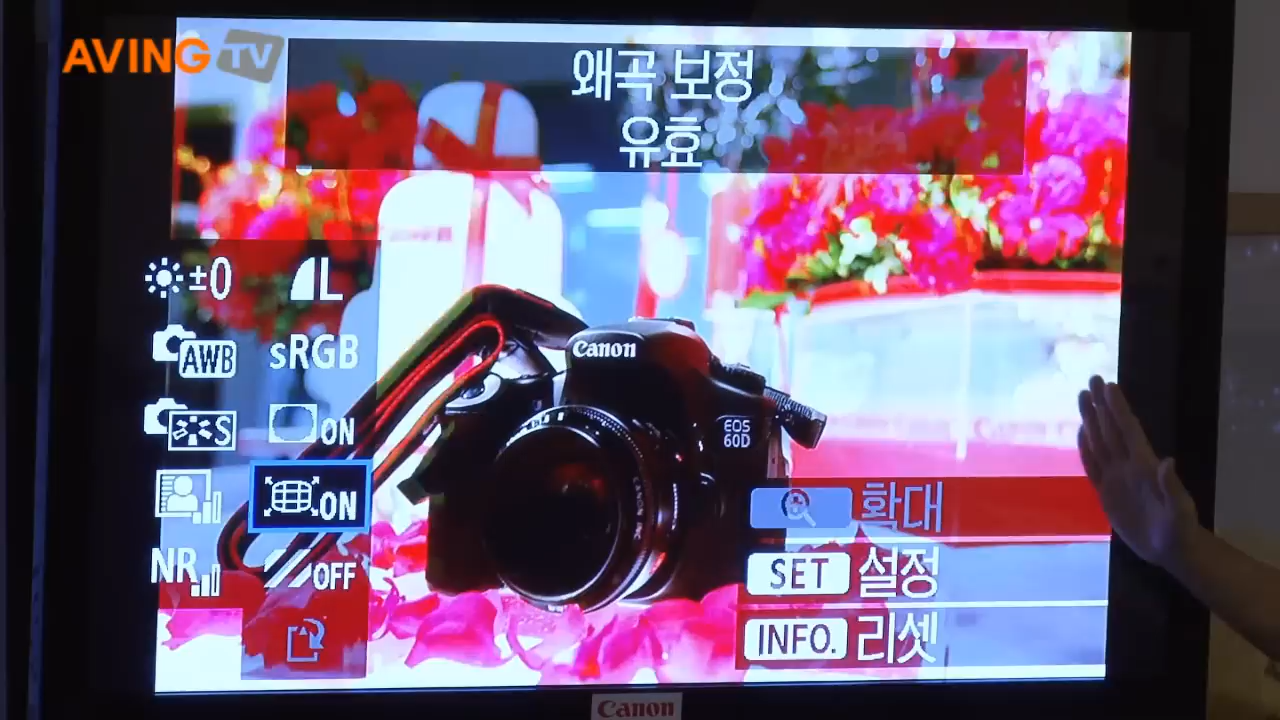 AVING TV
왜곡 보정
유효
±0
L
AWB
sRGB
S
ON
ON
NR
OFF
Canon
EOS
60D
확대
SET 설정
INFO. 리셋
Canon